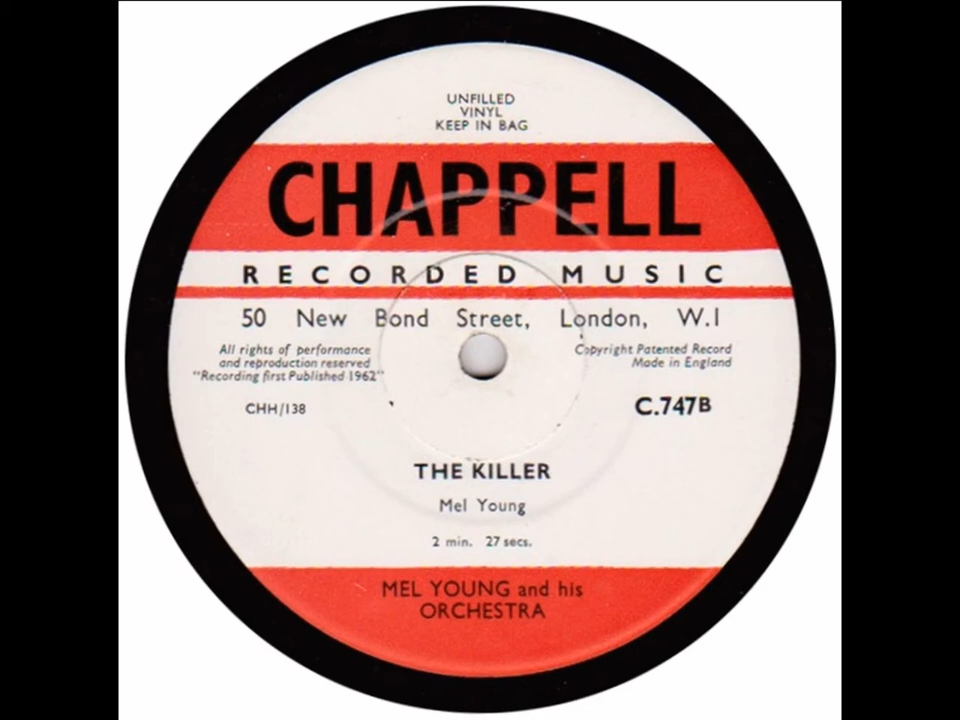 UNFILLED
VINYL
KEEP IN BAG
CHAPPELL
RECORDED MUSIC
50 New Bond Street, London, W.1
All rights of performance
and reproduction reserved
"Recording first Published 1962"
Copyright Patented Record
Made in England
CHH/138
C.747B
THE KILLER
Mel Young
2 min. 27 secs.
MEL YOUNG and his
ORCHESTRA